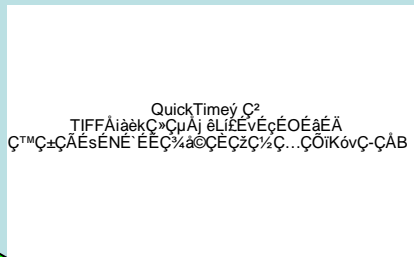 QuickTimeý Ç²
TIFFÅiàèkÇ»ÇµÅj êLí£ÉvÉçÉOÉâÉÄ
Ç™Ç±ÇÃÉsÉNÉ`ÉÉÇ¾å©ÇÈÇžÇ½Ç…ÇÕïKóvÇ-ÇÅB